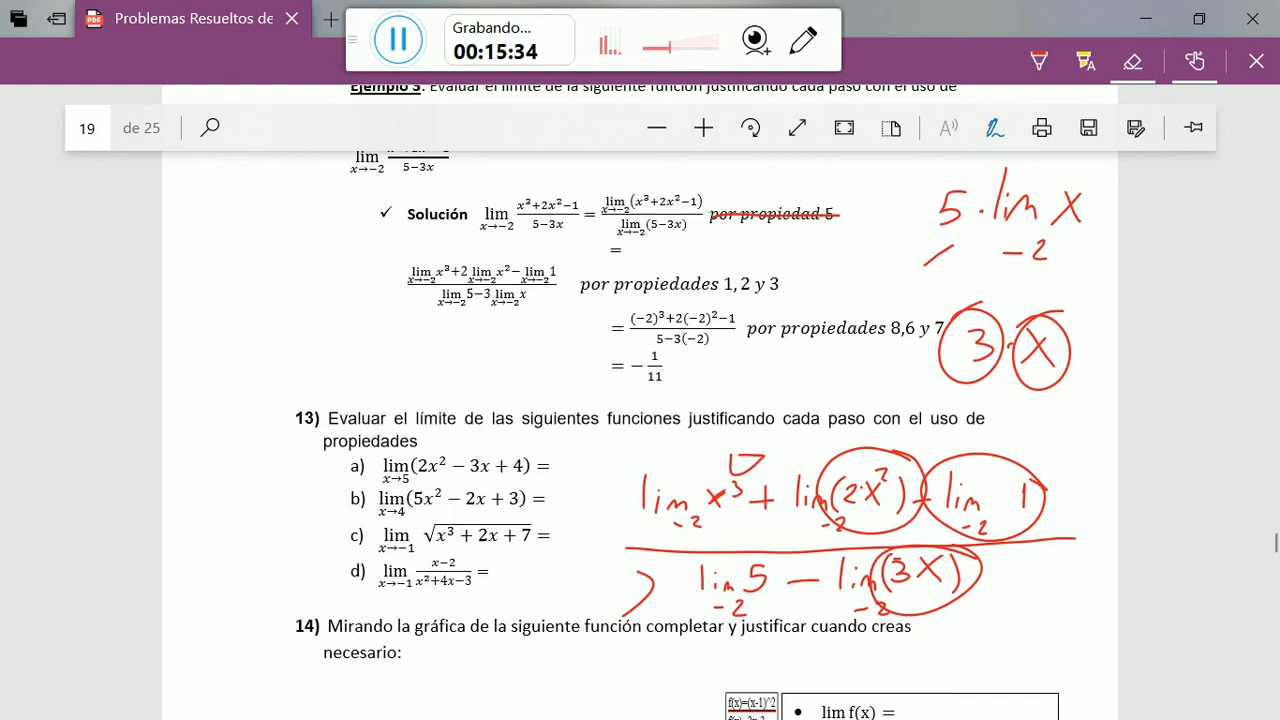 Problemas Resueltos de
Grabando...
00:15:34
Ejemplo 3: Evaluar el límite de la siguiente función justificando cada paso con el uso de
19 de 25
lim x→−2 5−3x
✓ Solución lim x→−2 x³+2x²−1 / 5−3x = lim x→−2 (x³+2x²−1) / lim x→−2 (5−3x) por propiedad 5
=
lim x→−2 x³+2 lim x→−2 x²− lim x→−2 1 / lim x→−2 5−3 lim x→−2 x por propiedades 1, 2 y 3
= (−2)³+2(−2)²−1 / 5−3(−2) por propiedades 8,6 y 7
= − 1/11
5 · lim −2 x
3 · x
13) Evaluar el límite de las siguientes funciones justificando cada paso con el uso de
propiedades
a) lim x→5 (2x² − 3x + 4) =
b) lim x→4 (5x² − 2x + 3) =
c) lim x→−1 √x³ + 2x + 7 =
d) lim x→−1 x−2 / x²+4x−3 =
lim −2 x³ + lim −2 (2·x²) − lim −2 1
lim −2 5 − lim −2 (3x)
14) Mirando la gráfica de la siguiente función completar y justificar cuando creas
necesario:
f(x)=(x-1)^2
• lim f(x) =